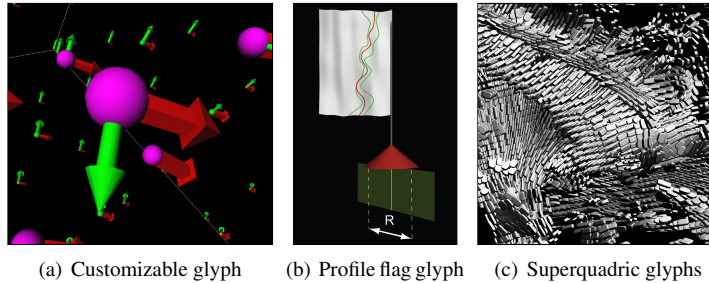 R
(a) Customizable glyph
(b) Profile flag glyph
(c) Superquadric glyphs